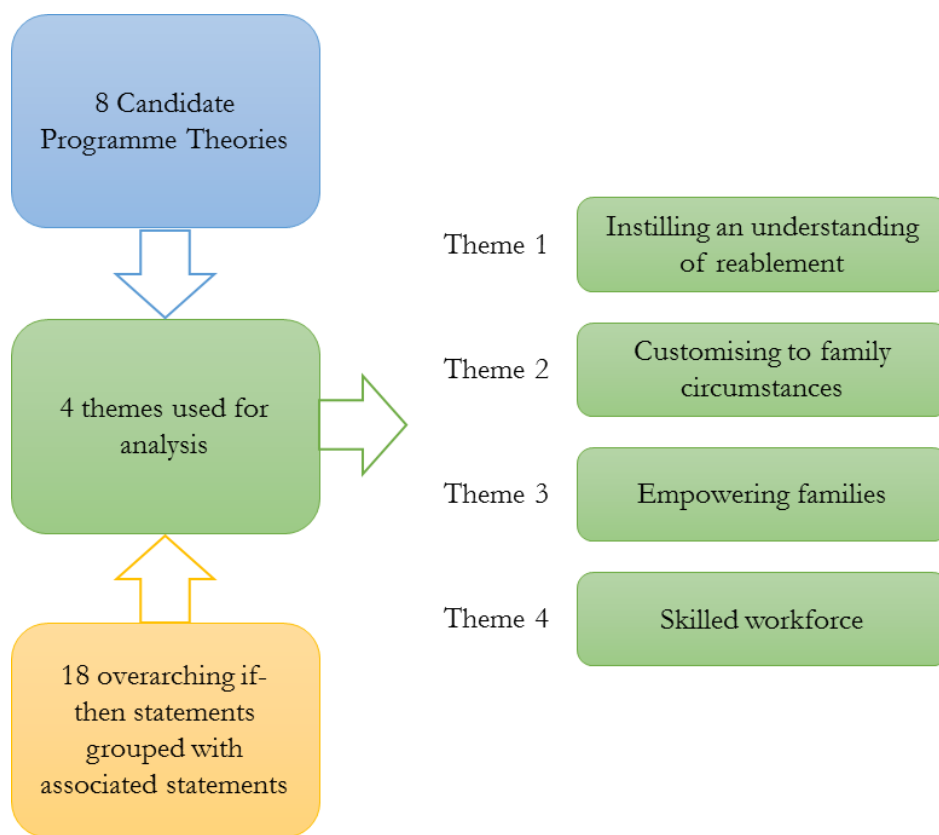 8 Candidate
Programme Theories
4 themes used for
analysis
18 overarching if-
then statements
grouped with
associated statements
Theme 1
Instilling an understanding
of reablement
Theme 2
Customising to family
circumstances
Theme 3
Empowering families
Theme 4
Skilled workforce